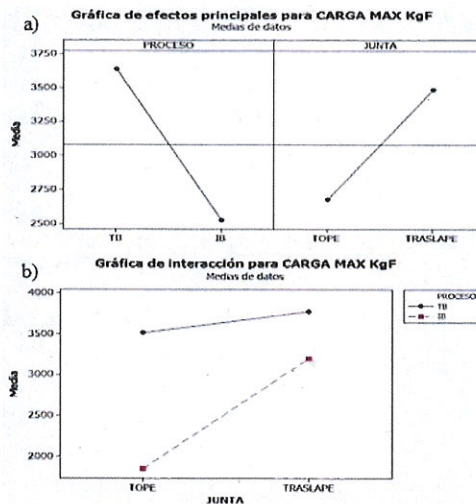 a)
Gráfica de efectos principales para CARGA MAX KgF
Medias de datos
PROCESO
JUNTA
3750
3500
3250
3000
2750
2500
Media
TB
IB
TOPE
TRASLAPE
b)
Gráfica de interacción para CARGA MAX KgF
Medias de datos
4000
3500
3000
2500
2000
Media
TOPE
TRASLAPE
JUNTA
PROCESO
TB
IB